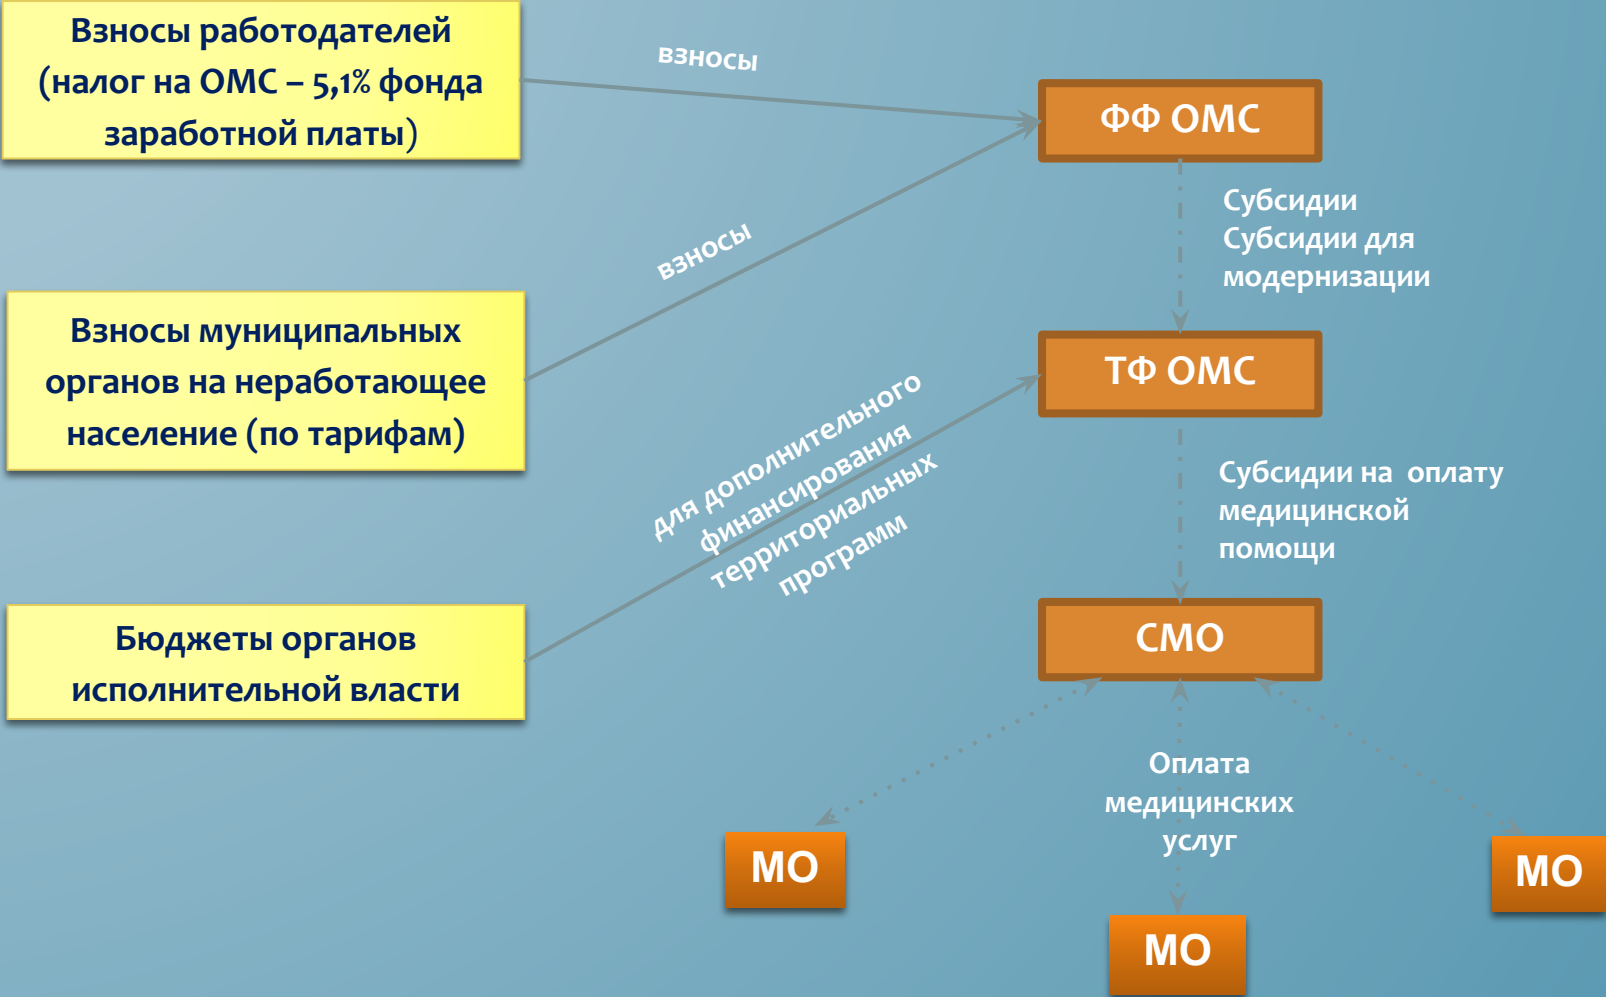 Взносы работодателей
(налог на ОМС – 5,1% фонда
заработной платы)
взносы
ФФ ОМС
Субсидии
Субсидии для
модернизации
взносы
Взносы муниципальных
органов на неработающее
население (по тарифам)
ТФ ОМС
для дополнительного
финансирования
территориальных
программ
Субсидии на оплату
медицинской
помощи
Бюджеты органов
исполнительной власти
СМО
Оплата
медицинских
услуг
МО
МО
МО